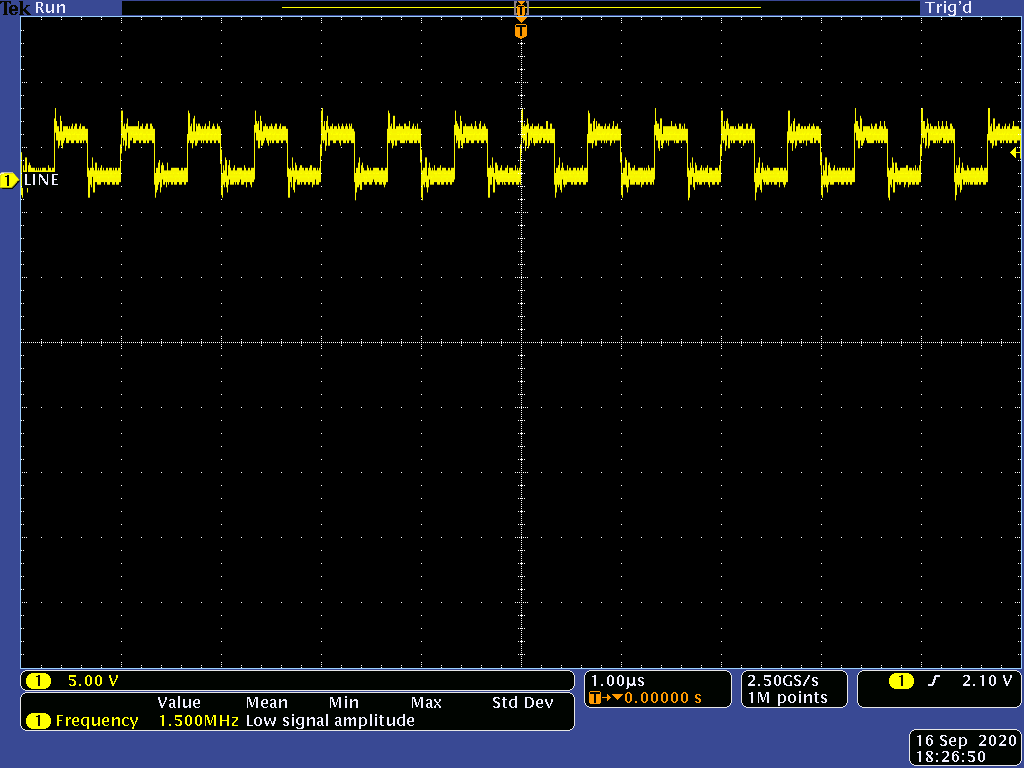 Tek Run Trig'd
T
T
1 LINE
1 5.00 V
1.00µs
T→▼0.00000 s
2.50GS/s
1M points
1 2.10 V
Value Mean Min Max Std Dev
1 Frequency 1.500MHz Low signal amplitude
16 Sep 2020
18:26:50